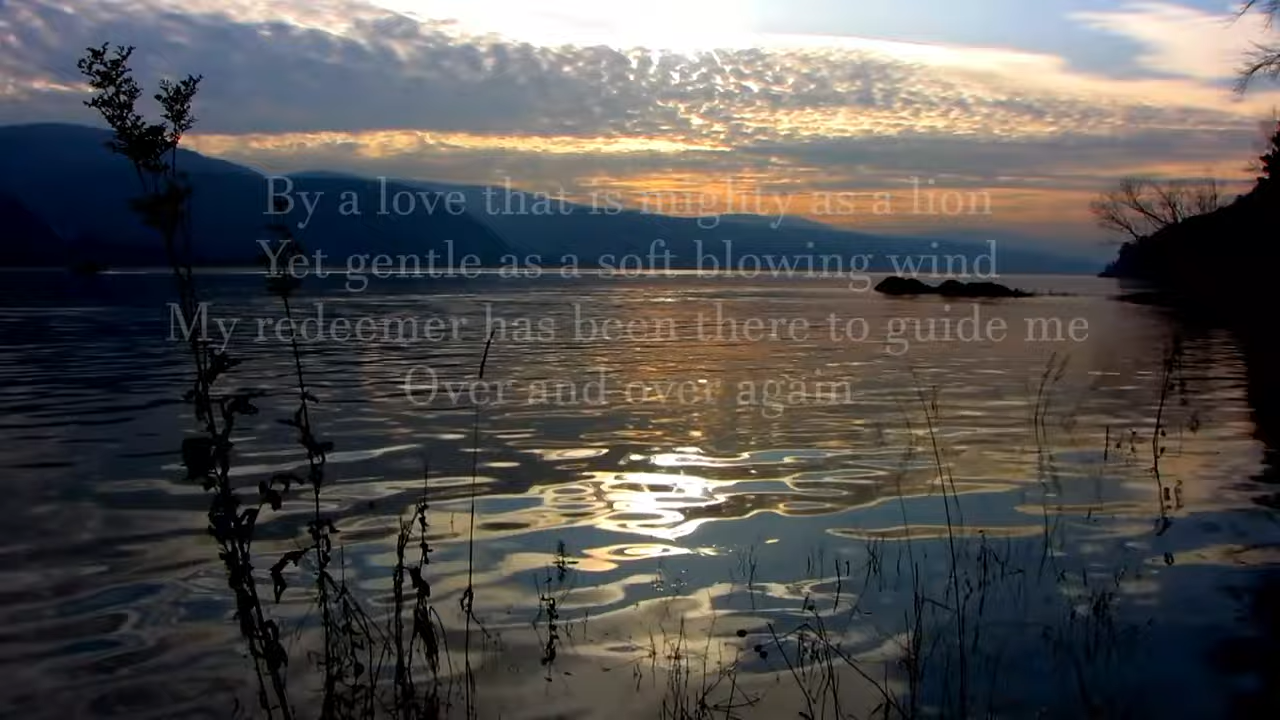 By a love that is mighty as a lion
Yet gentle as a soft blowing wind
My redeemer has been there to guide me
Over and over again